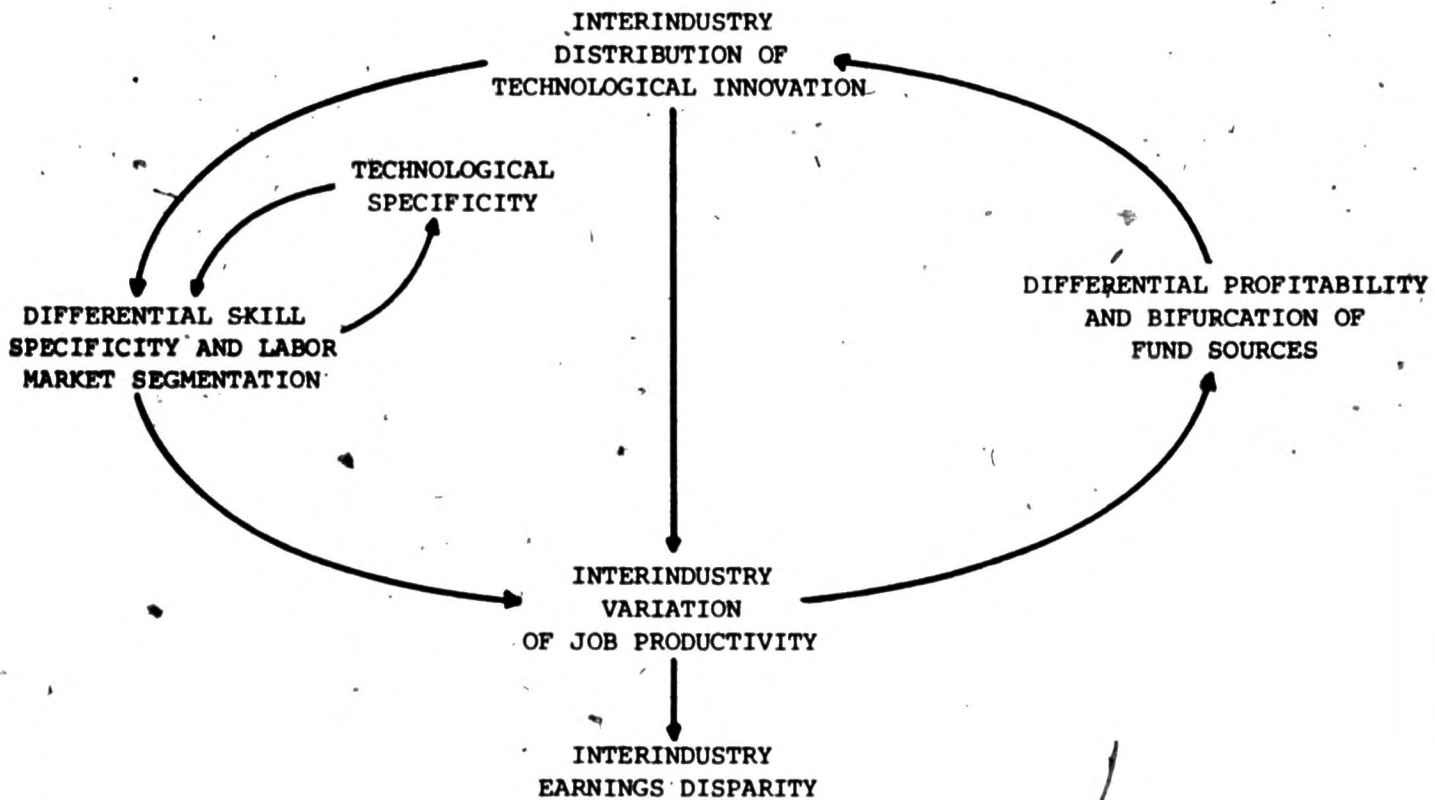 INTERINDUSTRY
DISTRIBUTION OF
TECHNOLOGICAL INNOVATION
TECHNOLOGICAL
SPECIFICITY
DIFFERENTIAL SKILL
SPECIFICITY AND LABOR
MARKET SEGMENTATION
DIFFERENTIAL PROFITABILITY
AND BIFURCATION OF
FUND SOURCES
INTERINDUSTRY
VARIATION
OF JOB PRODUCTIVITY
INTERINDUSTRY
EARNINGS DISPARITY